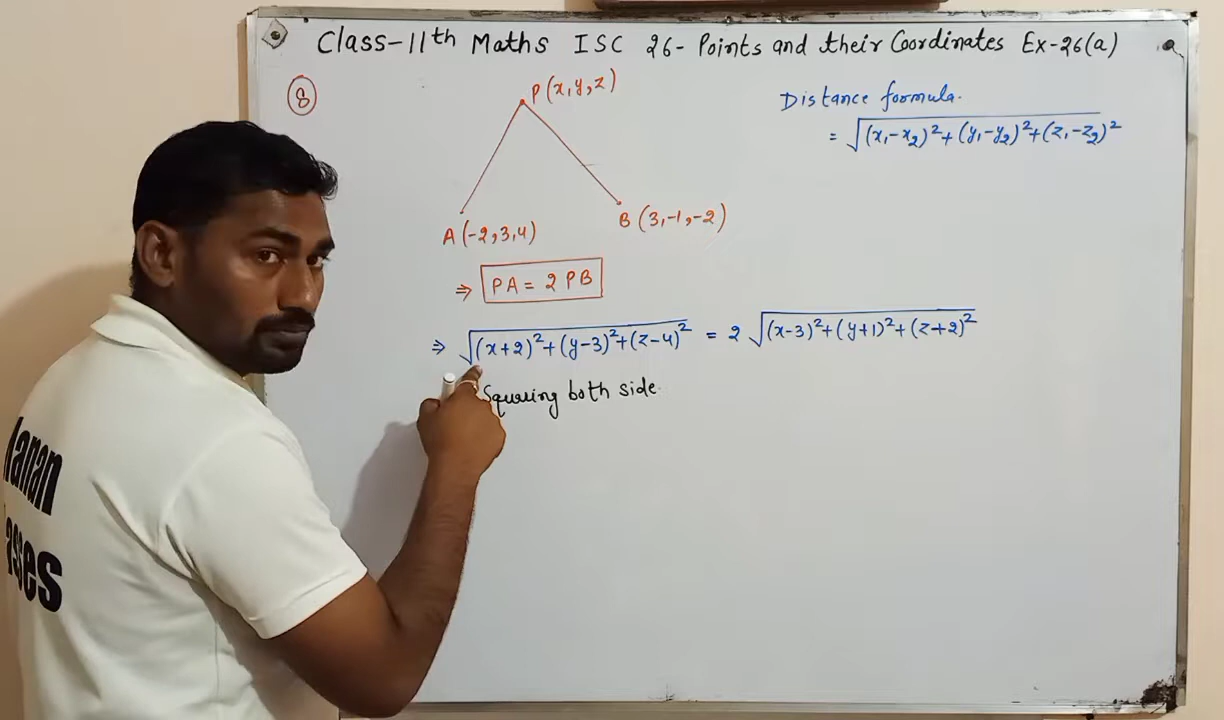 Class-11th Maths ISC 26- Points and their Coordinates Ex-26(a)
8
P(x,y,z)
Distance formula.
= √(x₁-x₂)²+(y₁-y₂)²+(z₁-z₂)²
A(-2,3,4)
B(3,-1,-2)
⇒ PA = 2 PB
⇒ √(x+2)²+(y-3)²+(z-4)² = 2 √(x-3)²+(y+1)²+(z+2)²
Squaring both side.